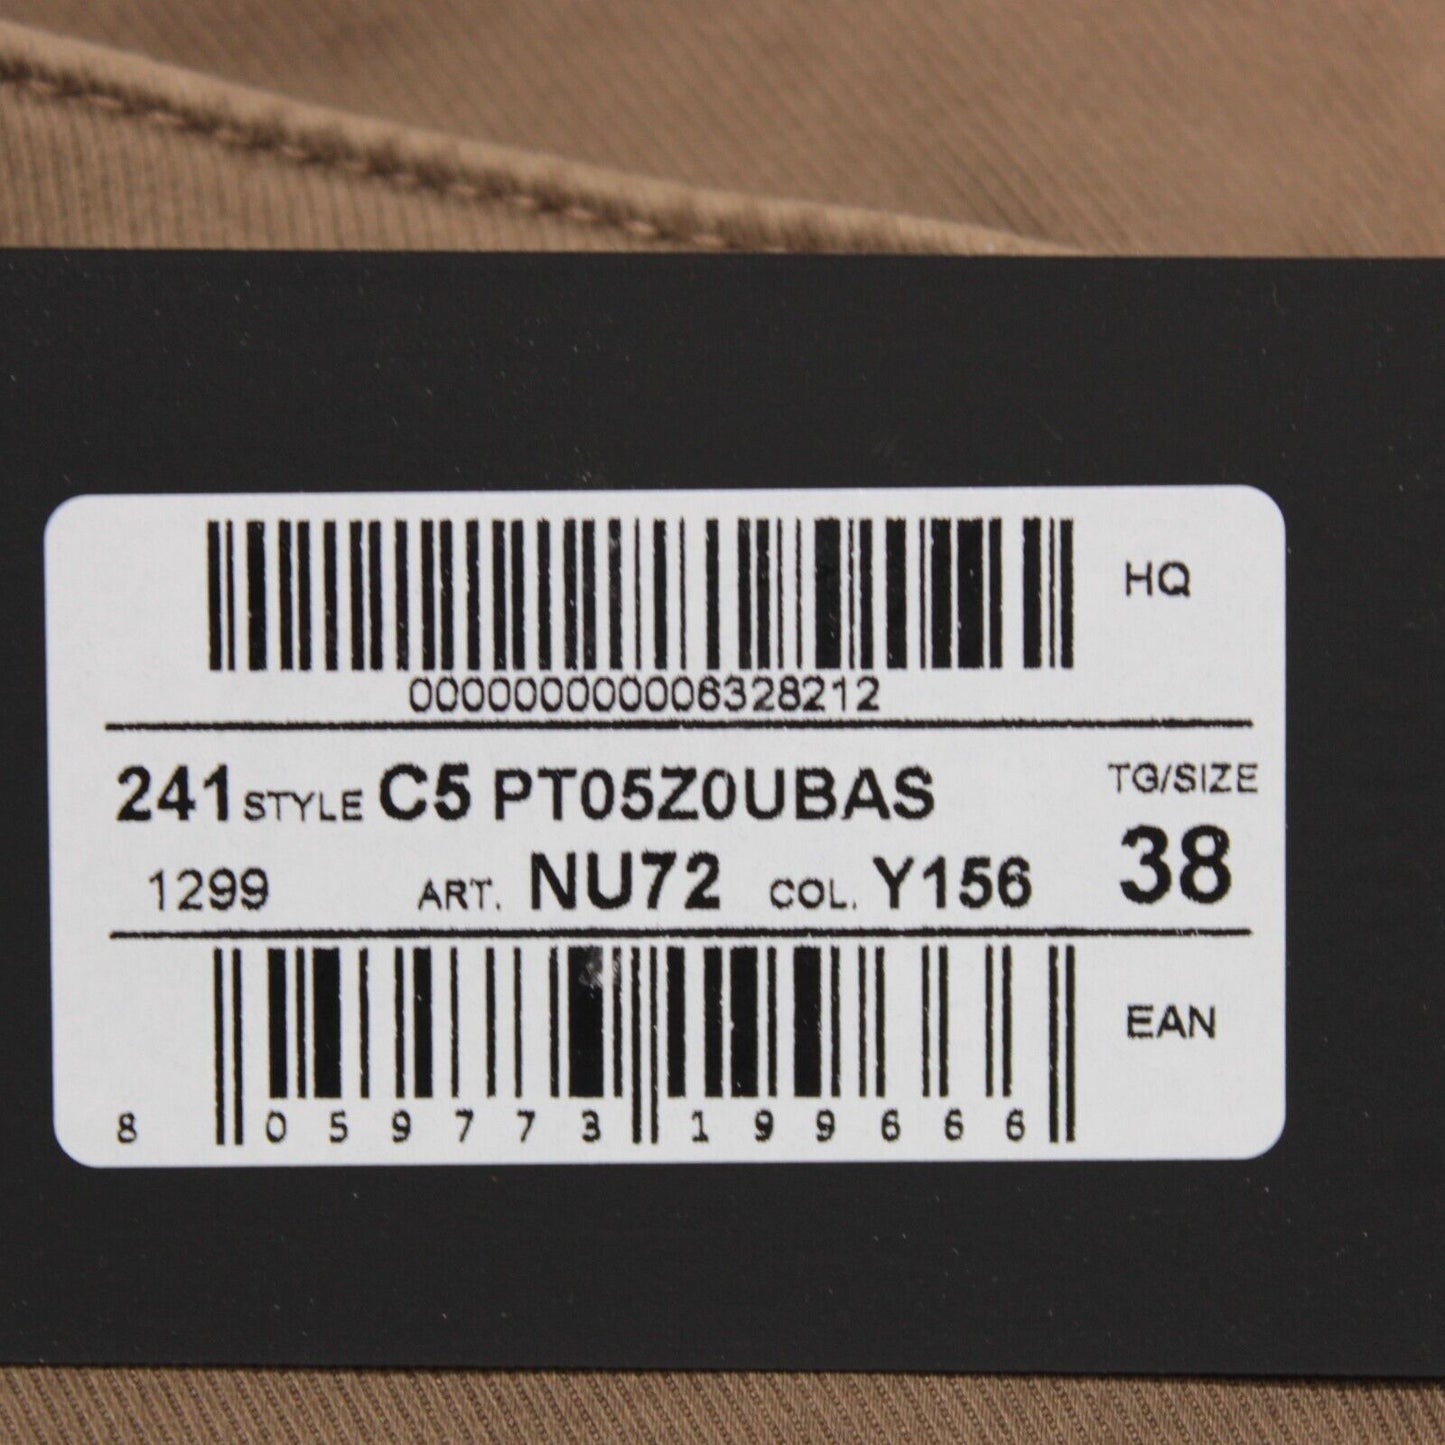 HQ
000000000006328212
241 STYLE C5 PT05Z0UBAS
TG/SIZE
1299 ART. NU72 COL. Y156
38
EAN
8 059773 199666